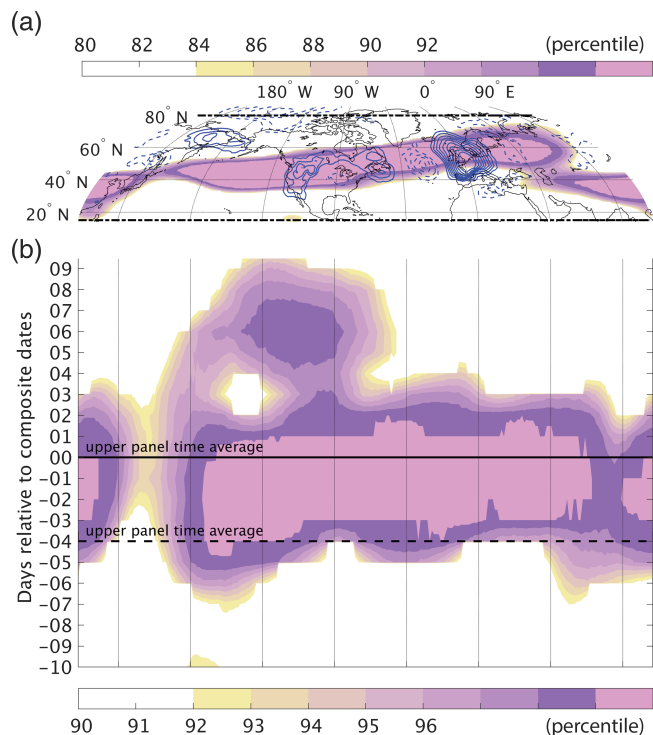 (a)
80 82 84 86 88 90 92 (percentile)
180° W 90° W 0° 90° E
80° N
60° N
40° N
20° N
(b)
Days relative to composite dates
09
08
07
06
05
04
03
02
01
upper panel time average
00
−01
−02
−03
upper panel time average
−04
−05
−06
−07
−08
−09
−10
90 91 92 93 94 95 96 (percentile)